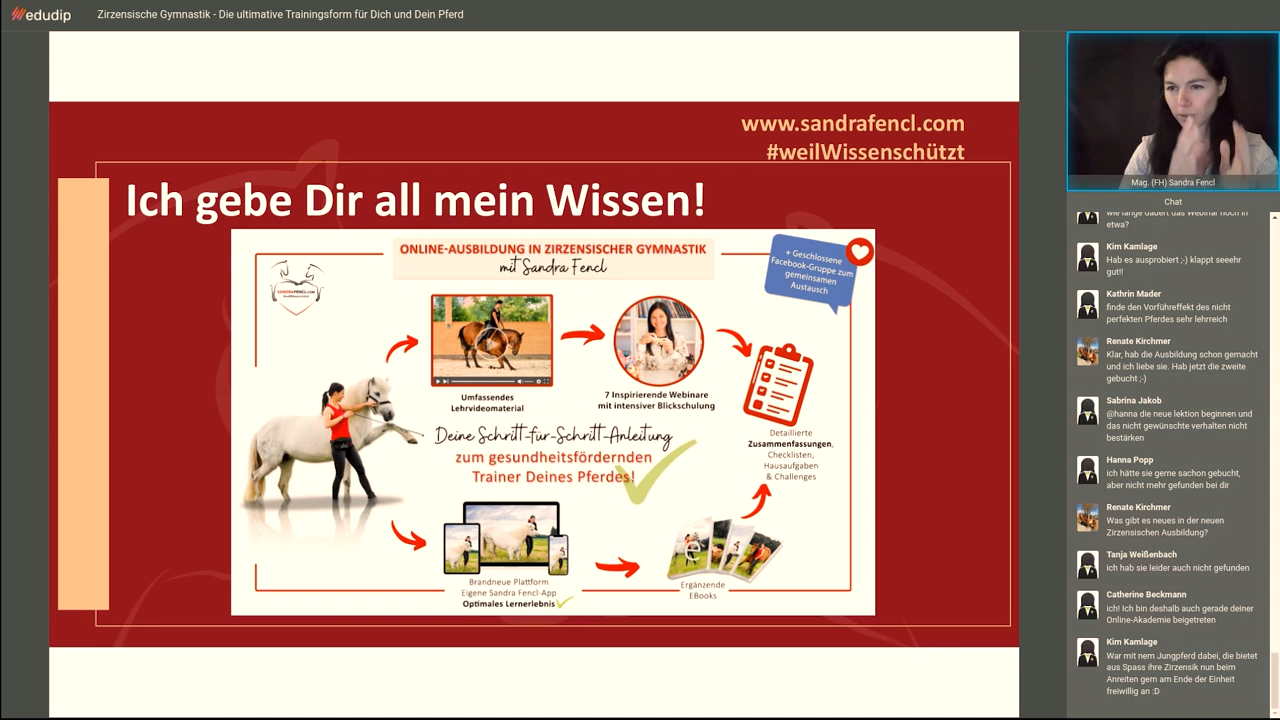 edudip
Zirzensische Gymnastik - Die ultimative Trainingsform für Dich und Dein Pferd
www.sandrafencl.com
#weilWissenschützt
Ich gebe Dir all mein Wissen!
ONLINE-AUSBILDUNG IN ZIRZENSISCHER GYMNASTIK
mit Sandra Fencl
+ Geschlossene
Facebook-Gruppe zum
gemeinsamen
Austausch
SANDRAFENCL.COM
Umfassendes
Lehrvideomaterial
7 Inspirierende Webinare
mit intensiver Blickschulung
Detaillierte
Zusammenfassungen,
Checklisten,
Hausaufgaben
& Challenges
Deine Schritt-für-Schritt-Anleitung
zum gesundheitsfördernden
Trainer Deines Pferdes!
Brandneue Plattform
Eigene Sandra Fencl-App
Optimales Lernerlebnis
Ergänzende
EBooks
Mag. (FH) Sandra Fencl
Chat
wie lange dauert das Webinar noch in
etwa?
Kim Kamlage
Hab es ausprobiert ;-) klappt seeehr
gut!!
Kathrin Mader
finde den Vorführeffekt des nicht
perfekten Pferdes sehr lehrreich
Renate Kirchmer
Klar, hab die Ausbildung schon gemacht
und ich liebe sie. Hab jetzt die zweite
gebucht ;-)
Sabrina Jakob
@hanna die neue lektion beginnen und
das nicht gewünschte verhalten nicht
bestärken
Hanna Popp
ich hätte sie gerne sachon gebucht,
aber nicht mehr gefunden bei dir
Renate Kirchmer
Was gibt es neues in der neuen
Zirzensischen Ausbildung?
Tanja Weißenbach
ich hab sie leider auch nicht gefunden
Catherine Beckmann
ich! Ich bin deshalb auch gerade deiner
Online-Akademie beigetreten
Kim Kamlage
War mit nem Jungpferd dabei, die bietet
aus Spass ihre Zirzensik nun beim
Anreiten gern am Ende der Einheit
freiwillig an :D